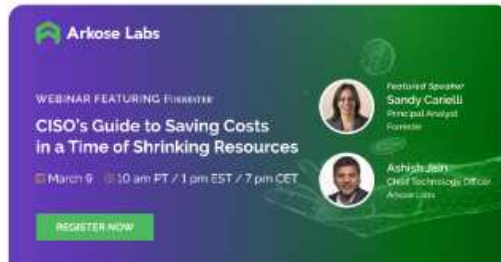 Arkose Labs
WEBINAR FEATURING FORRESTER
CISO's Guide to Saving Costs
in a Time of Shrinking Resources
March 9 10 am PT / 1 pm EST / 7 pm CET
REGISTER NOW
Featured Speaker
Sandy Carielli
Principal Analyst
Forrester
Ashish Jain
Chief Technology Officer
Arkose Labs